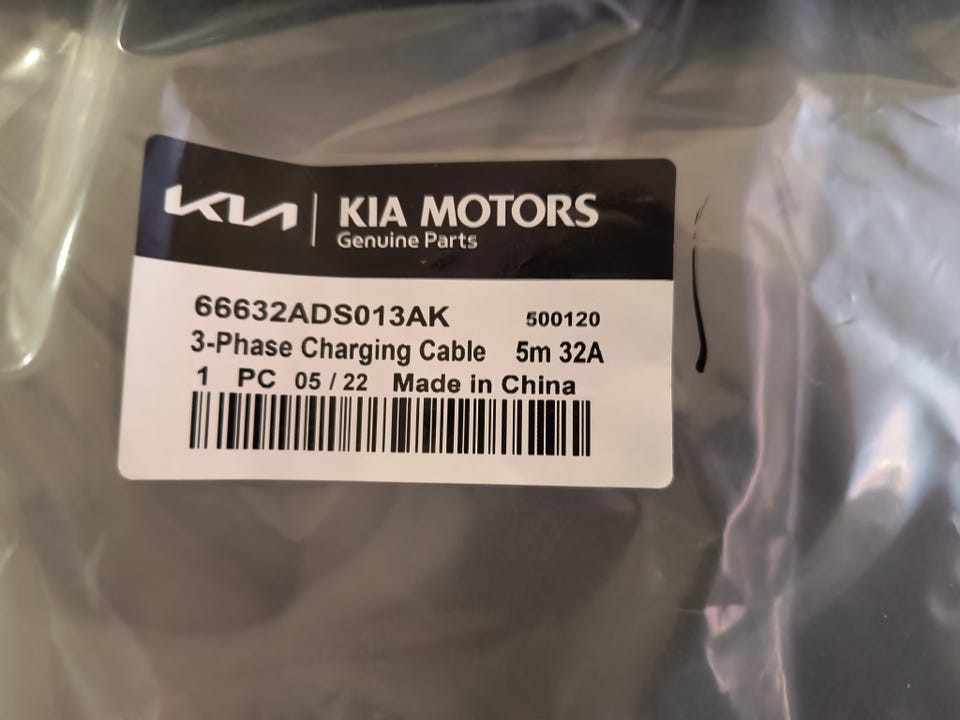 KIA | KIA MOTORS
Genuine Parts
66632ADS013AK 500120
3-Phase Charging Cable 5m 32A
1 PC 05 / 22 Made in China